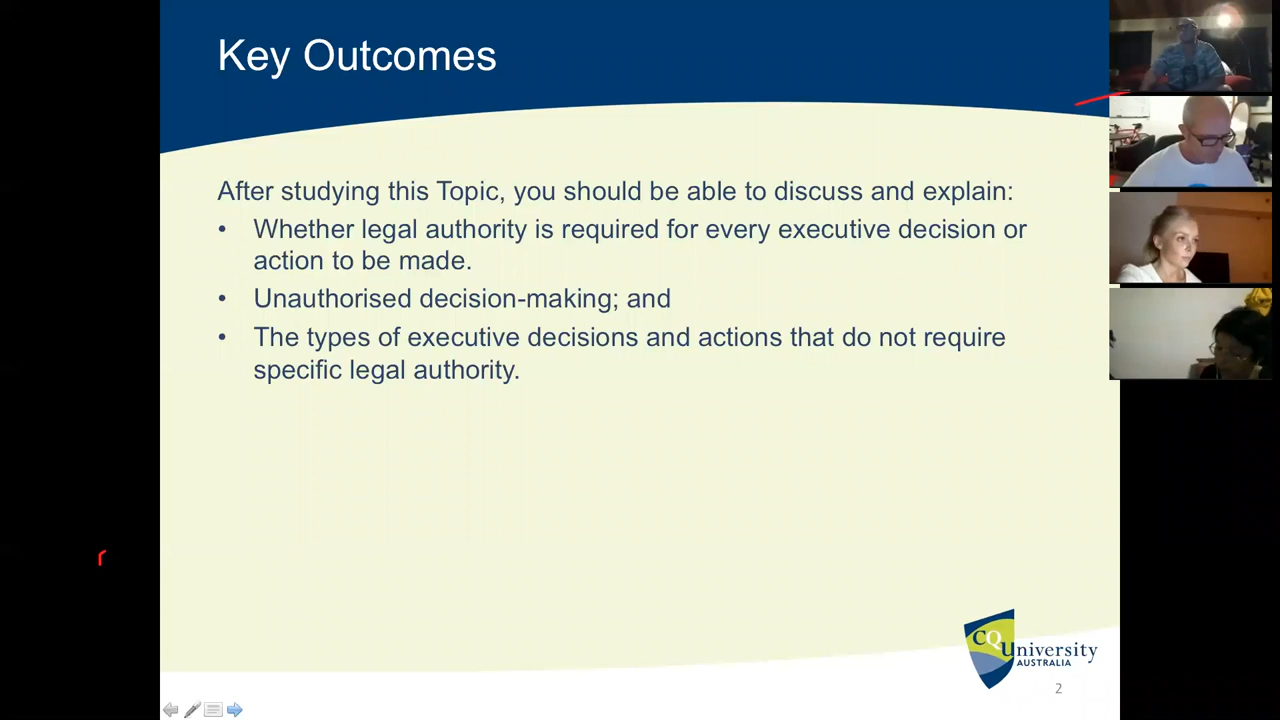 Key Outcomes
After studying this Topic, you should be able to discuss and explain:
• Whether legal authority is required for every executive decision or
action to be made.
• Unauthorised decision-making; and
• The types of executive decisions and actions that do not require
specific legal authority.
CQUniversity
AUSTRALIA
2